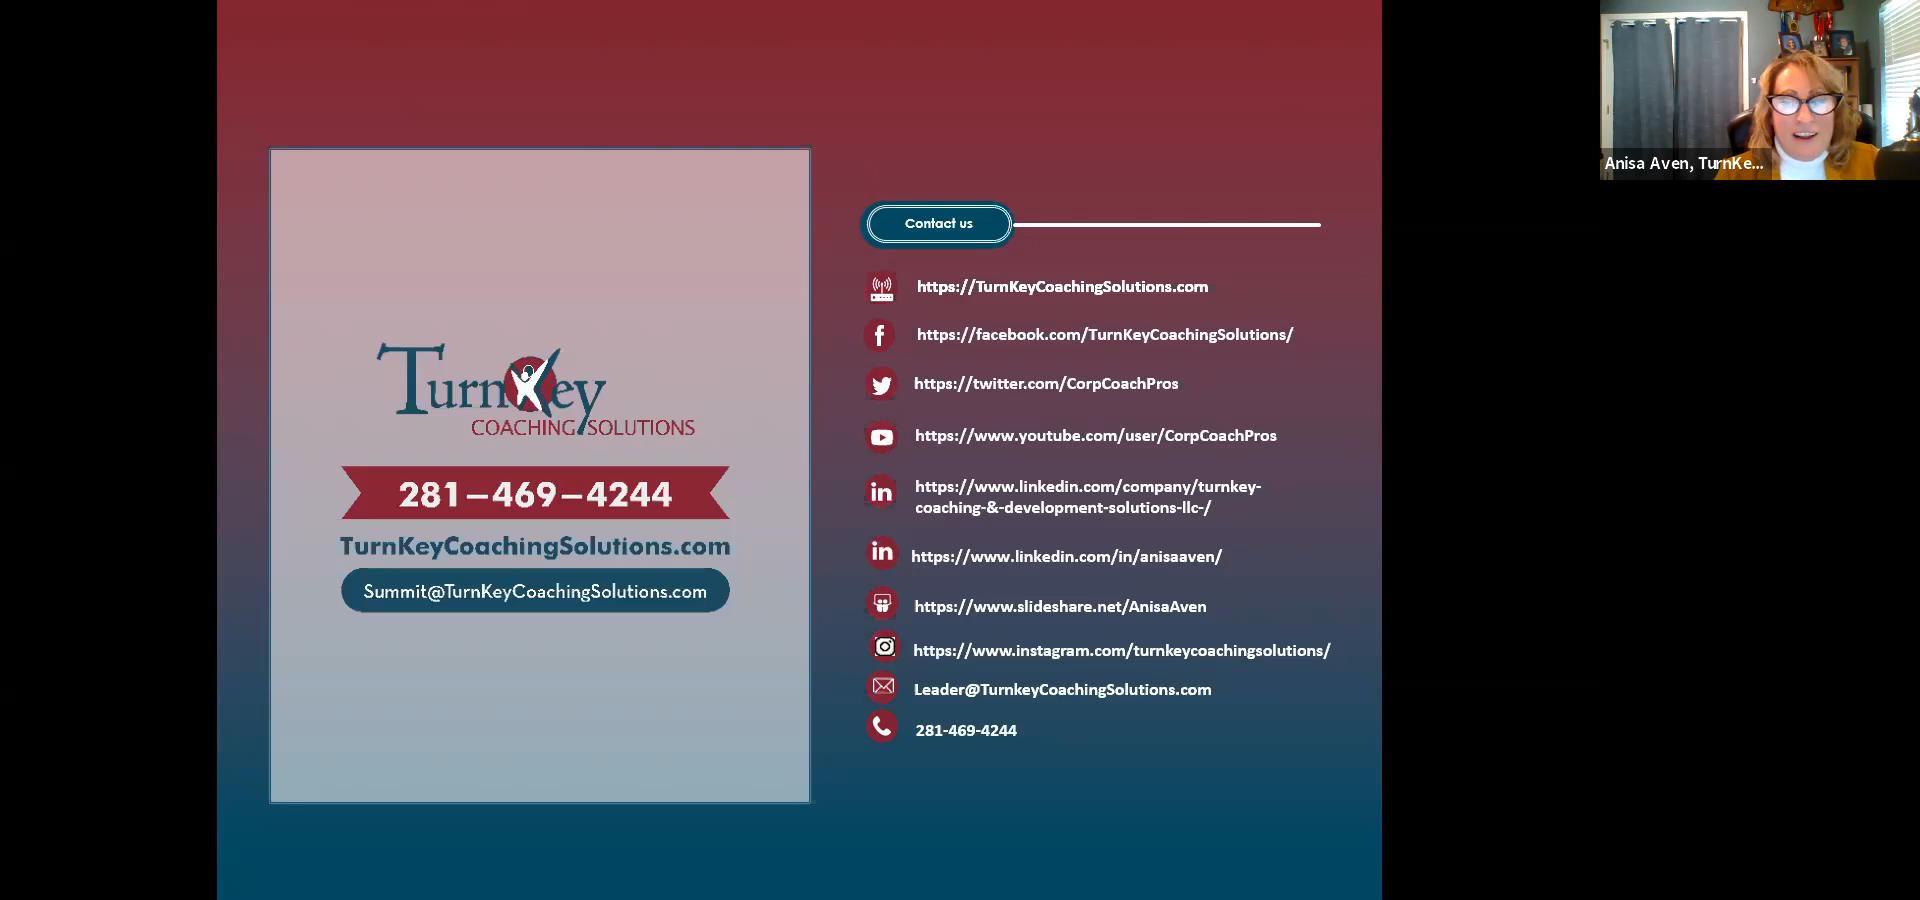 TurnKey
COACHING SOLUTIONS
281–469–4244
TurnKeyCoachingSolutions.com
Summit@TurnKeyCoachingSolutions.com
Contact us
https://TurnKeyCoachingSolutions.com
https://facebook.com/TurnKeyCoachingSolutions/
https://twitter.com/CorpCoachPros
https://www.youtube.com/user/CorpCoachPros
https://www.linkedin.com/company/turnkey-
coaching-&-development-solutions-llc-/
https://www.linkedin.com/in/anisaaven/
https://www.slideshare.net/AnisaAven
https://www.instagram.com/turnkeycoachingsolutions/
Leader@TurnkeyCoachingSolutions.com
281-469-4244
Anisa Aven, TurnKe...